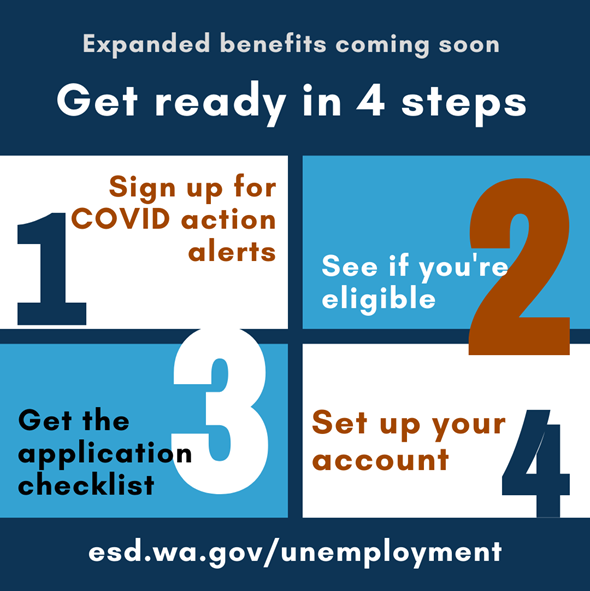 Expanded benefits coming soon
Get ready in 4 steps
1
Sign up for
COVID action
alerts
2
See if you're
eligible
3
Get the
application
checklist
4
Set up your
account
esd.wa.gov/unemployment